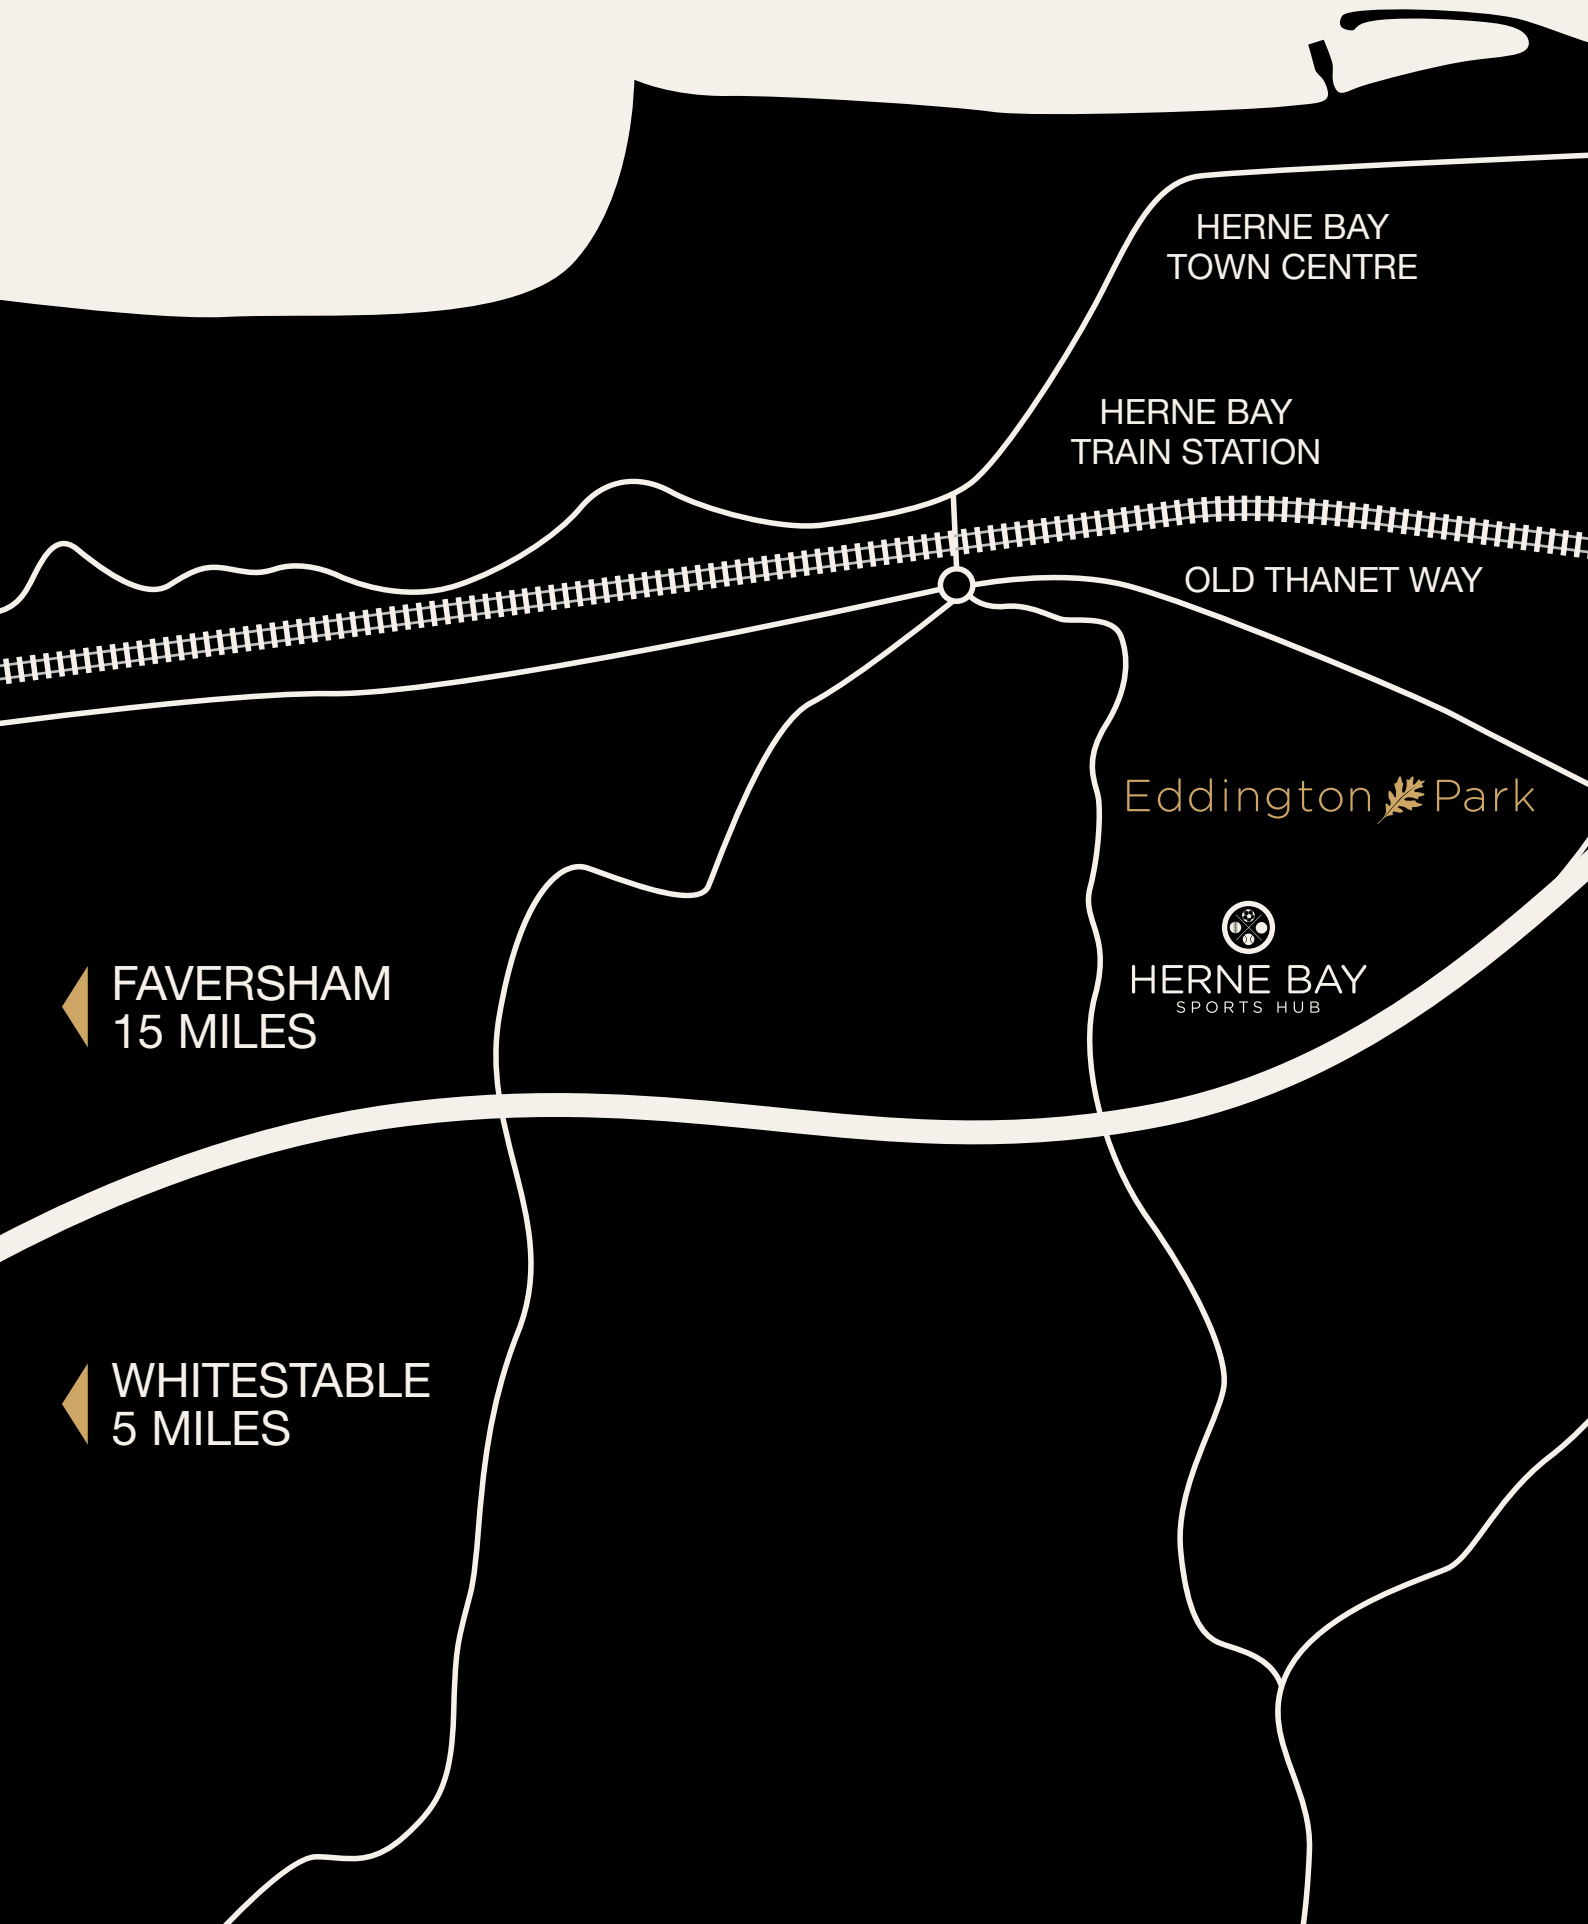 HERNE BAY
TOWN CENTRE
HERNE BAY
TRAIN STATION
OLD THANET WAY
Eddington Park
HERNE BAY
SPORTS HUB
FAVERSHAM
15 MILES
WHITESTABLE
5 MILES